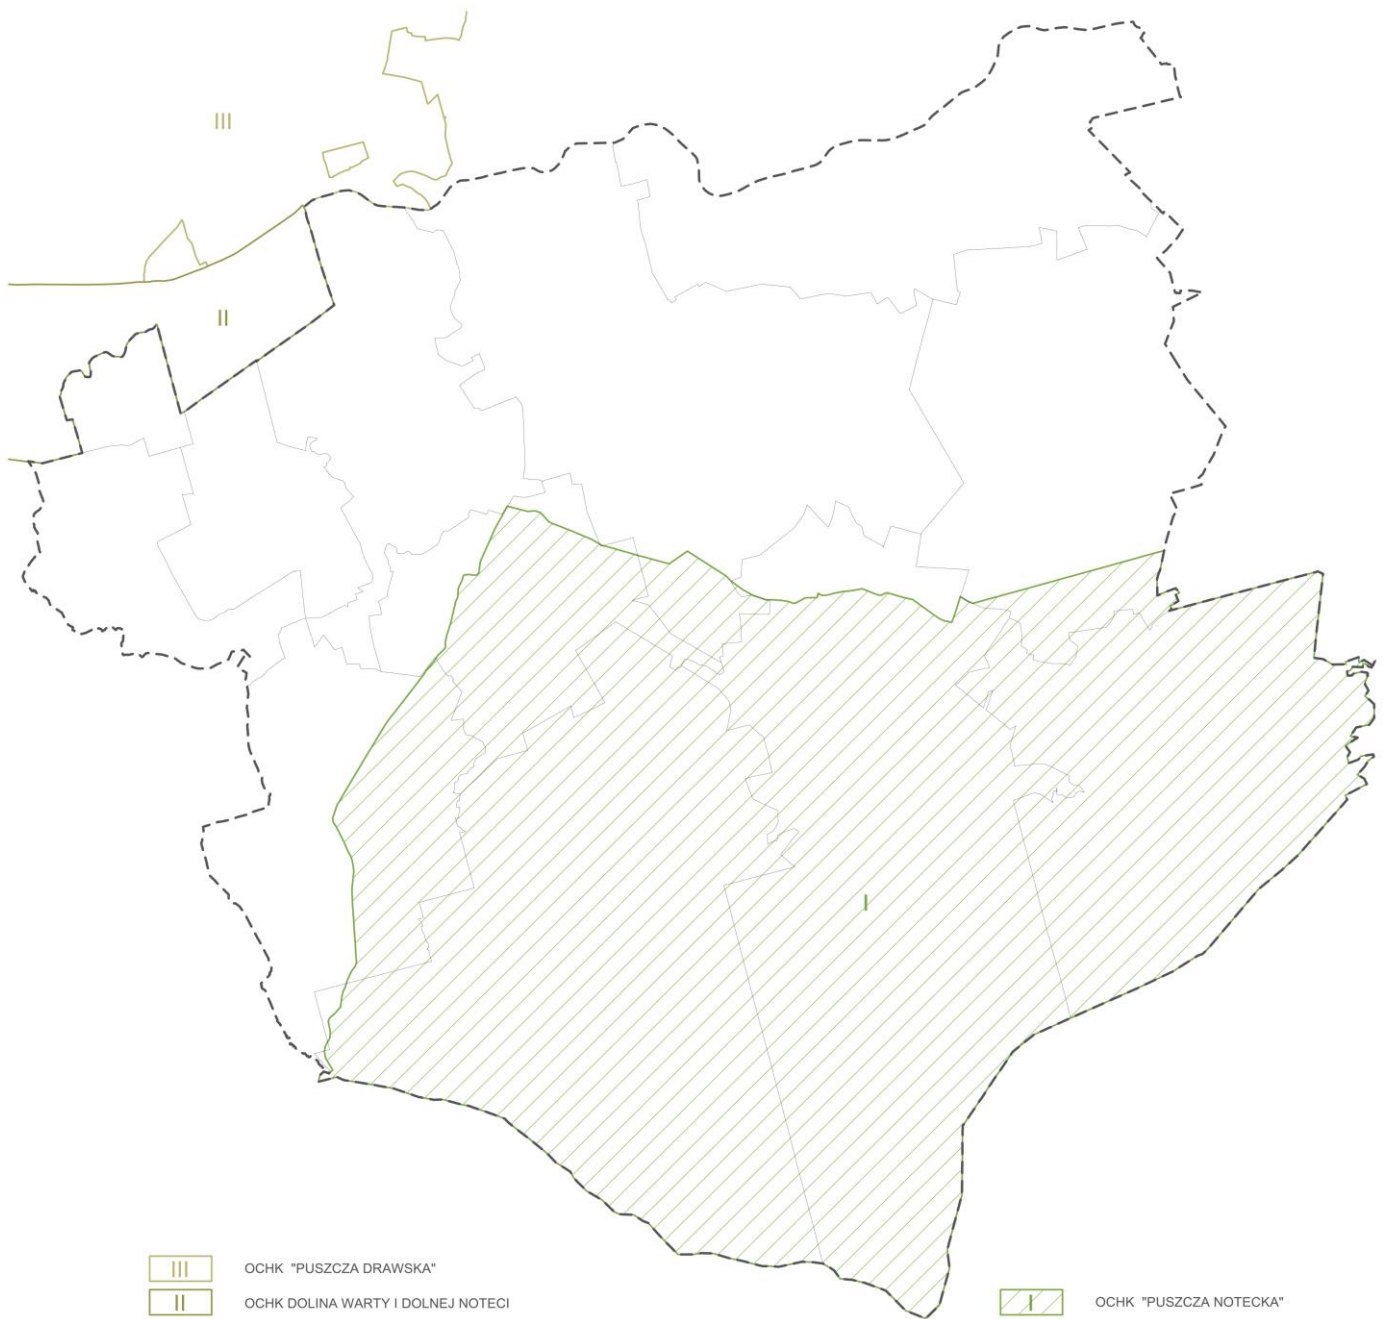 III
II
I
III OCHK "PUSZCZA DRAWSKA"
II OCHK DOLINA WARTY I DOLNEJ NOTECI
I OCHK "PUSZCZA NOTECKA"